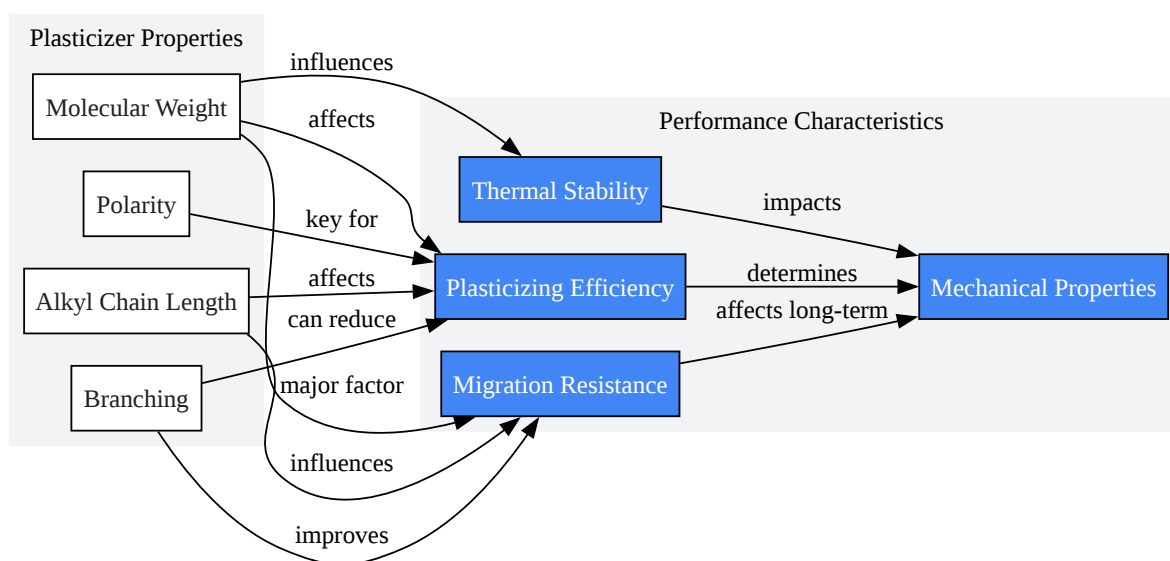 Plasticizer Properties
Molecular Weight
Polarity
Alkyl Chain Length
Branching
influences
affects
key for
affects
can reduce
major factor
influences
improves
Performance Characteristics
Thermal Stability
Plasticizing Efficiency
Migration Resistance
impacts
determines
affects long-term
Mechanical Properties